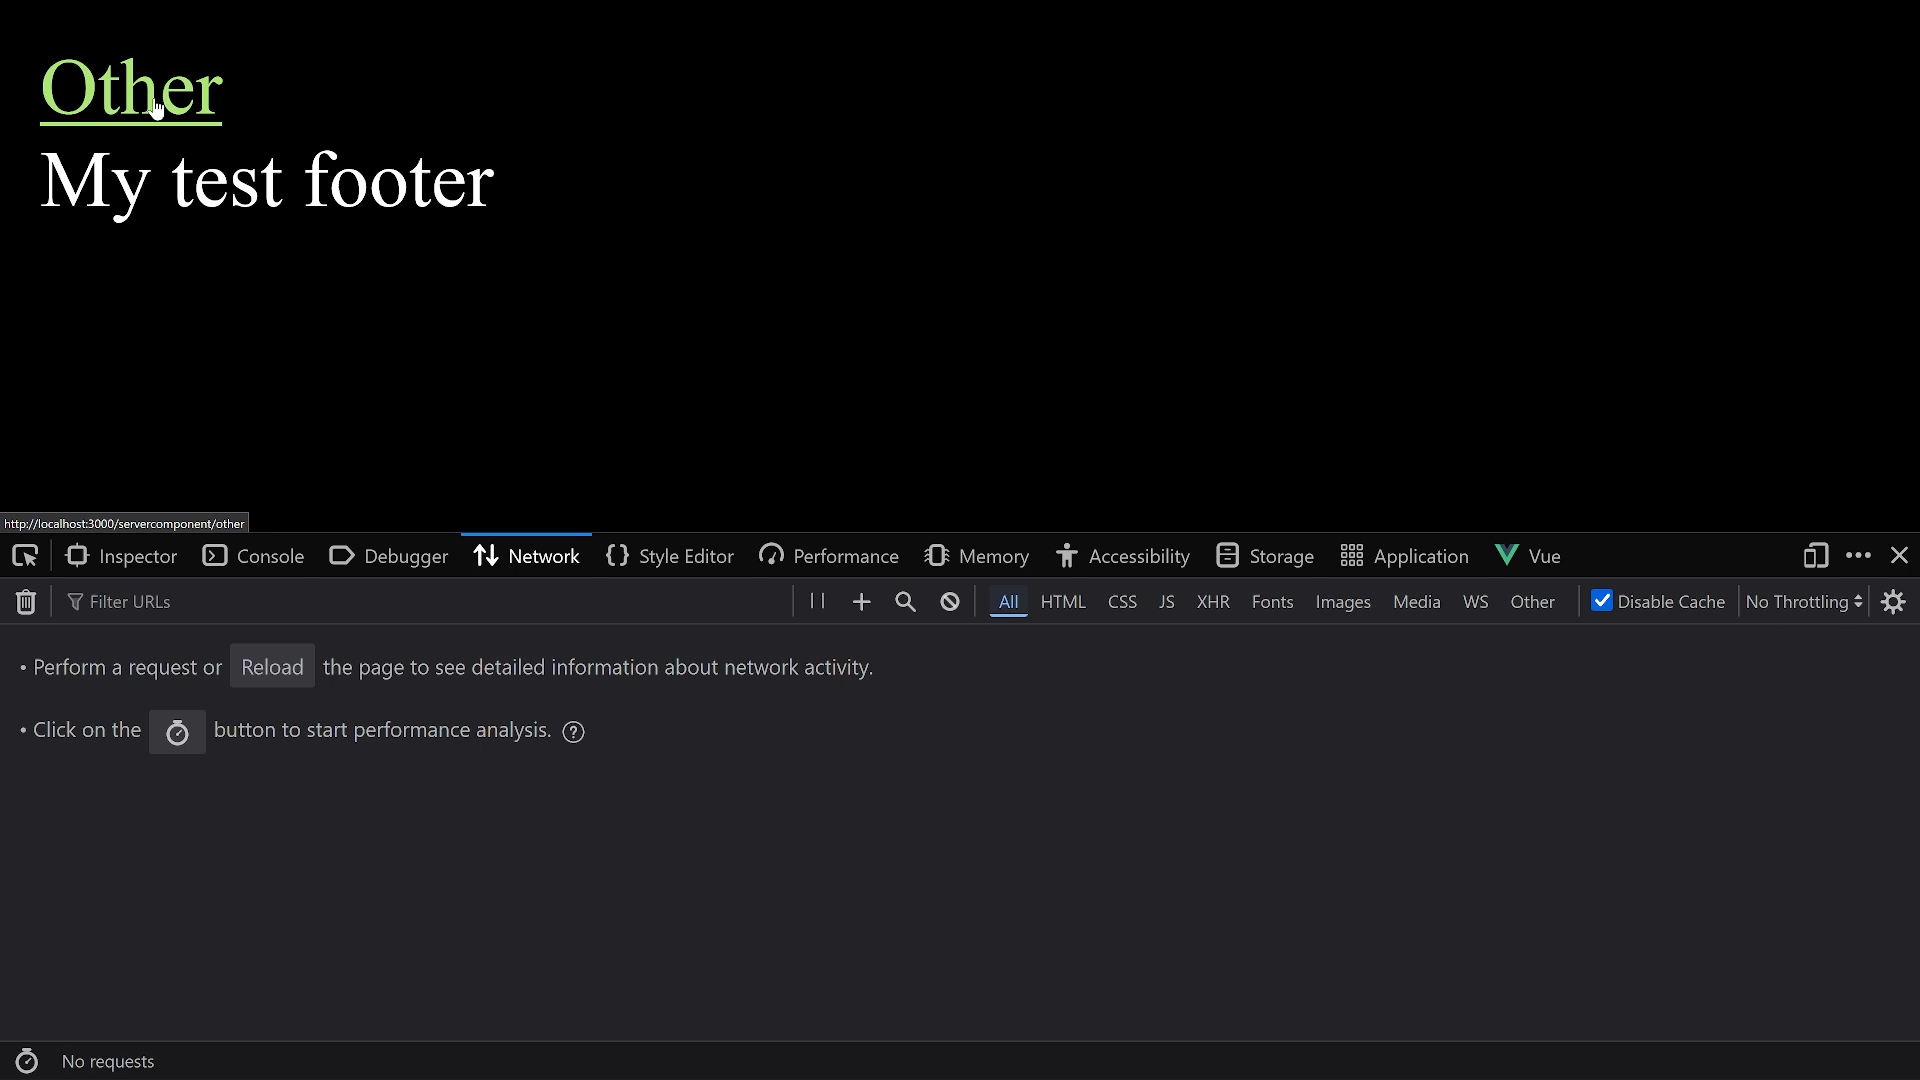 Other
My test footer
http://localhost:3000/servercomponent/other
Inspector Console Debugger Network Style Editor Performance Memory Accessibility Storage Application Vue
Filter URLs All HTML CSS JS XHR Fonts Images Media WS Other Disable Cache No Throttling
• Perform a request or Reload the page to see detailed information about network activity.
• Click on the button to start performance analysis. ?
No requests